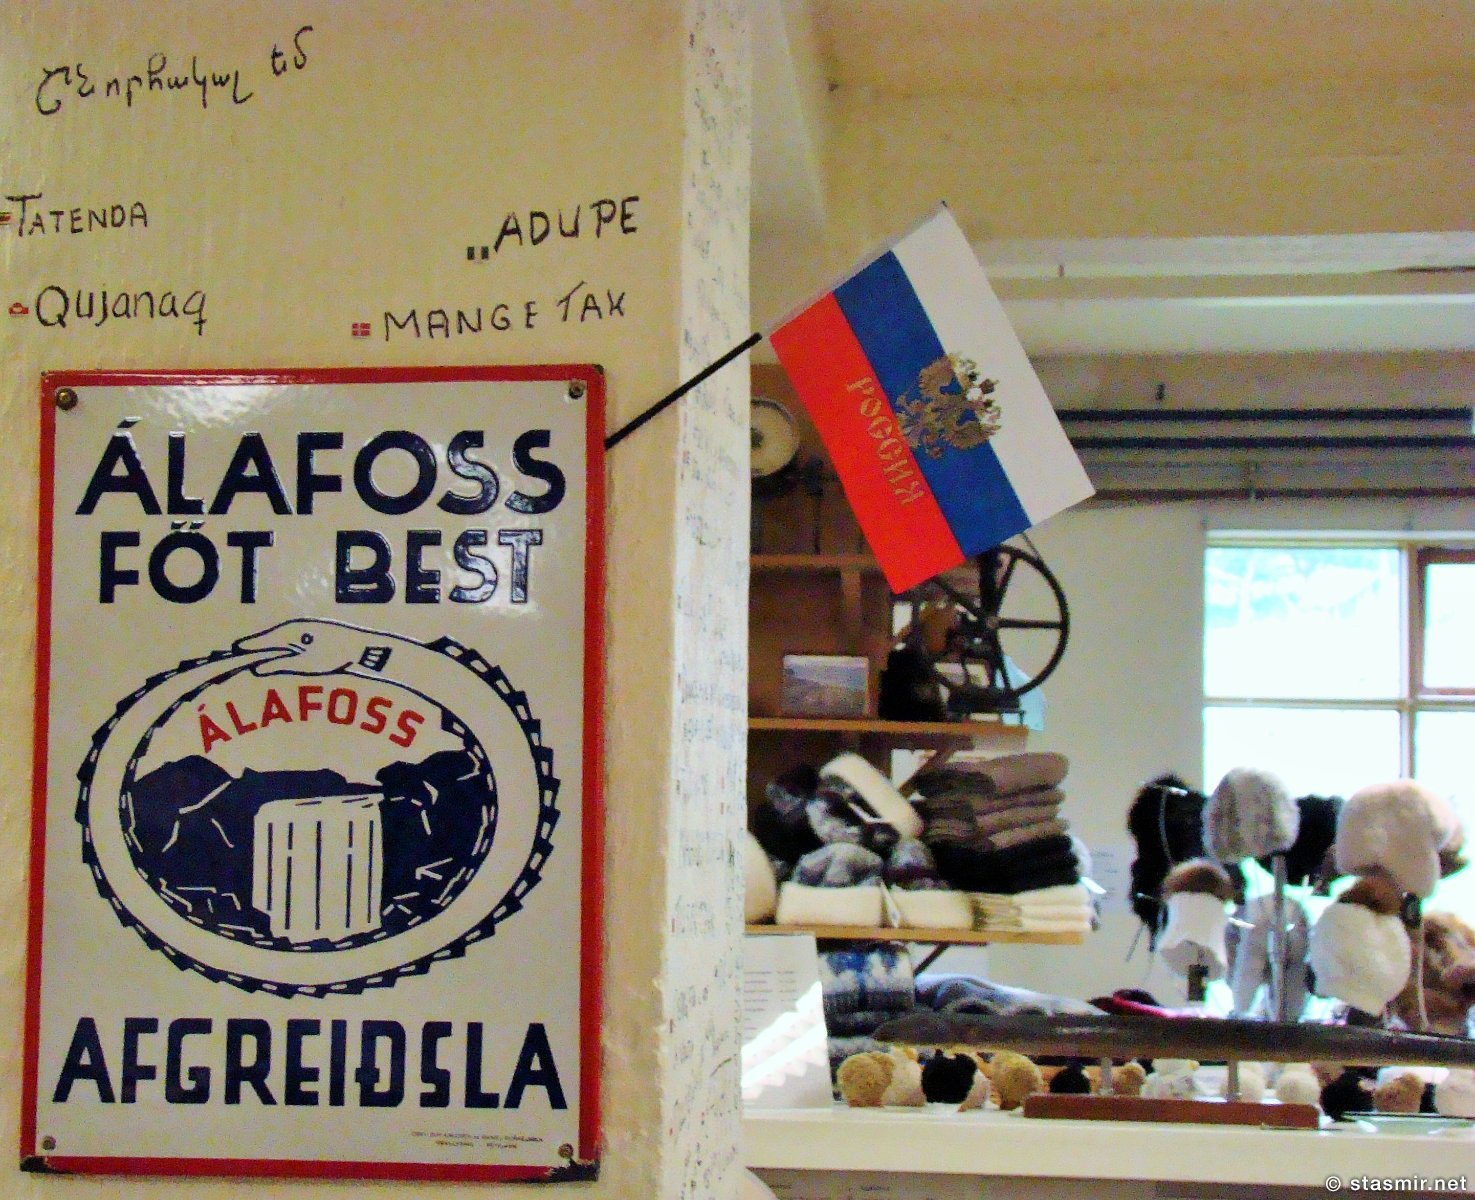 Շնորհակալ եմ
TATENDA
ADUPE
Qujanaq
MANGE TAK
РОССИЯ
ÁLAFOSS
FÖT BEST
ÁLAFOSS
AFGREIÐSLA
© stasmir.net